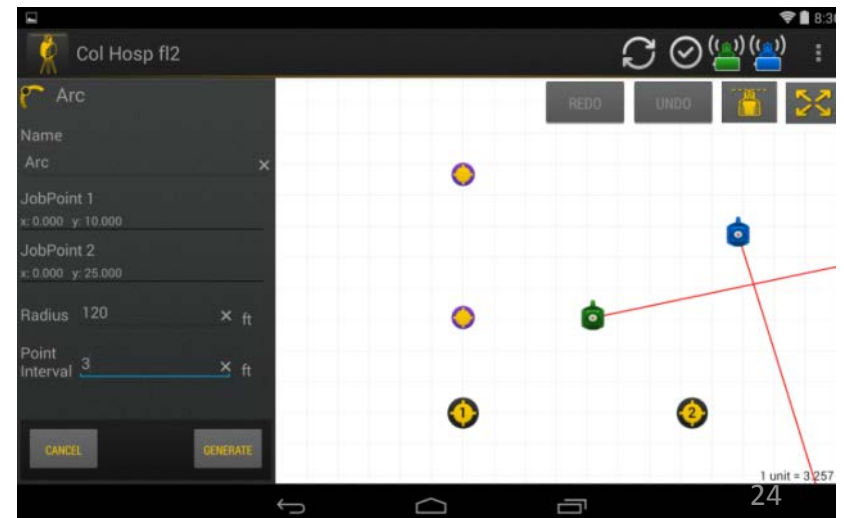 8:30
Col Hosp fl2
Arc
REDO UNDO
Name
Arc
JobPoint 1
x: 0.000 y: 10.000
JobPoint 2
x: 0.000 y: 25.000
Radius 120 ft
Point
Interval 3 ft
1 2
CANCEL GENERATE
1 unit = 3.257
24